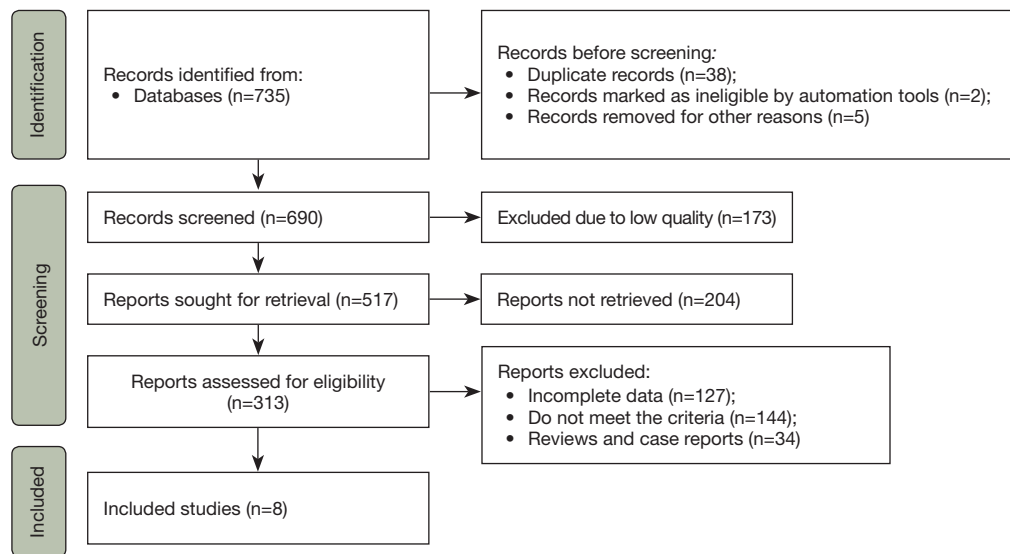 Identification
Records identified from:
• Databases (n=735)
Records before screening:
• Duplicate records (n=38);
• Records marked as ineligible by automation tools (n=2);
• Records removed for other reasons (n=5)
Screening
Records screened (n=690)
Excluded due to low quality (n=173)
Reports sought for retrieval (n=517)
Reports not retrieved (n=204)
Reports assessed for eligibility
(n=313)
Reports excluded:
• Incomplete data (n=127);
• Do not meet the criteria (n=144);
• Reviews and case reports (n=34)
Included
Included studies (n=8)